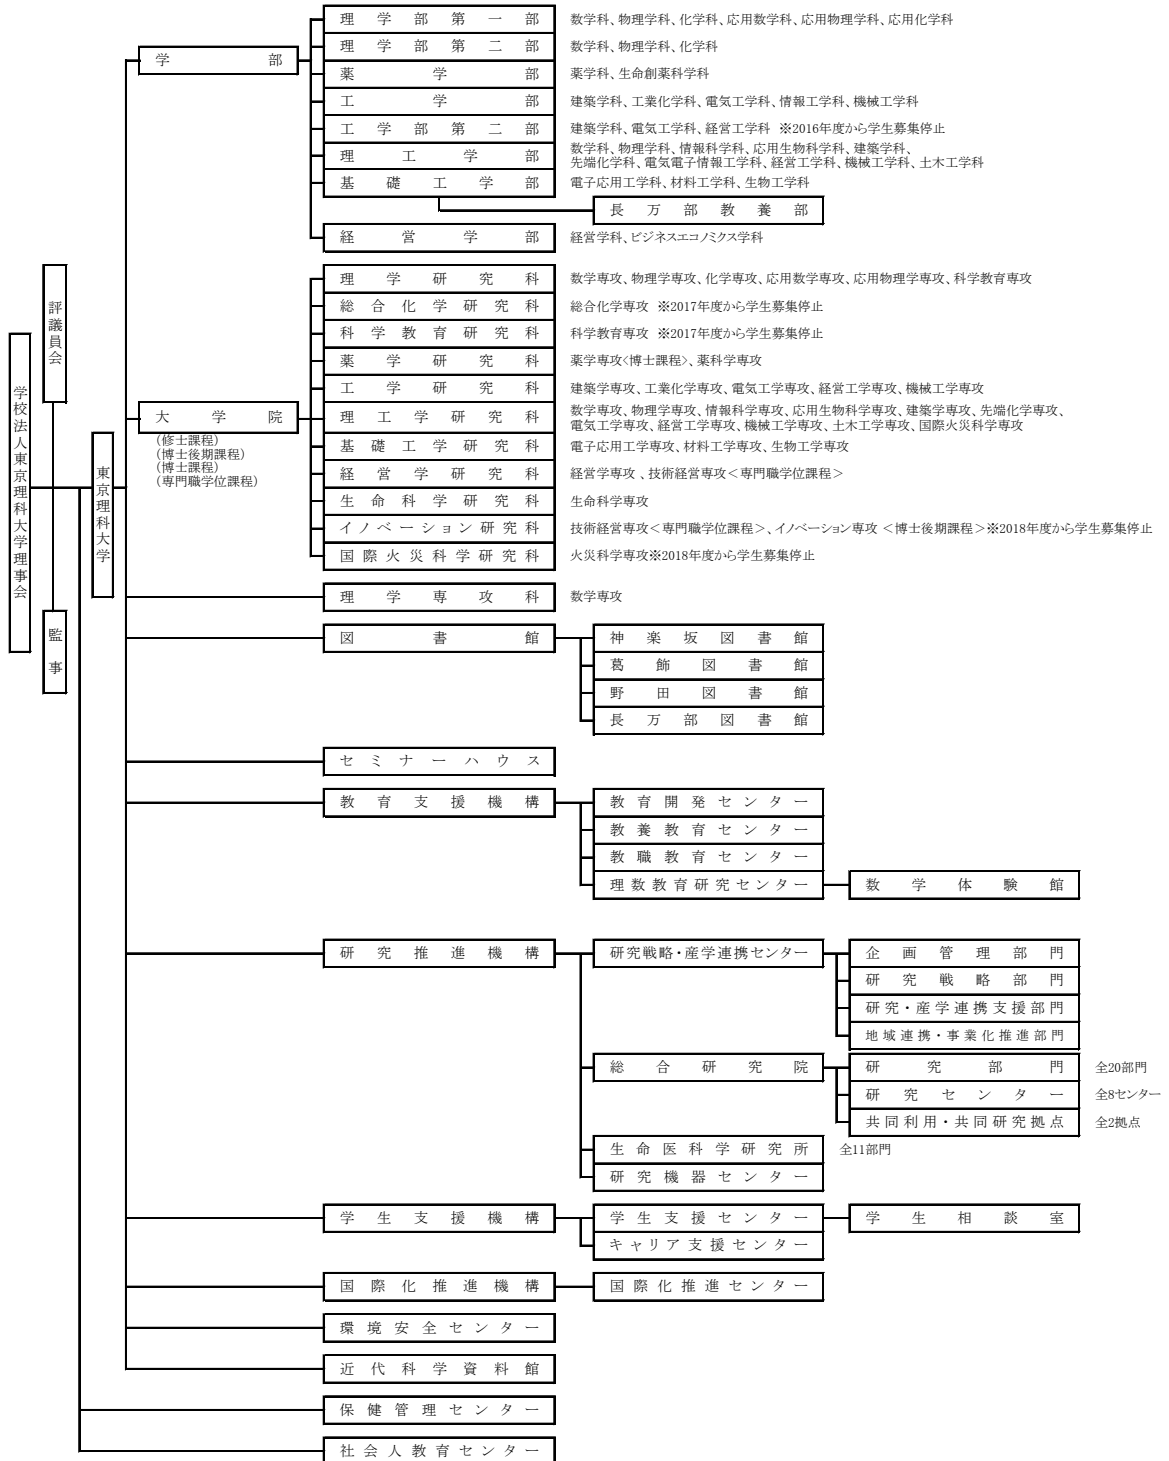 学校法人東京理科大学理事会
評議員会
監事
東京理科大学
学部
理学部第一部 数学科、物理学科、化学科、応用数学科、応用物理学科、応用化学科
理学部第二部 数学科、物理学科、化学科
薬学部 薬学科、生命創薬科学科
工学部 建築学科、工業化学科、電気工学科、情報工学科、機械工学科
工学部第二部 建築学科、電気工学科、経営工学科 ※2016年度から学生募集停止
理工学部 数学科、物理学科、情報科学科、応用生物科学科、建築学科、
先端化学科、電気電子情報工学科、経営工学科、機械工学科、土木工学科
基礎工学部 電子応用工学科、材料工学科、生物工学科
長万部教養部
経営学部 経営学科、ビジネスエコノミクス学科
大学院
(修士課程)
(博士後期課程)
(博士課程)
(専門職学位課程)
理学研究科 数学専攻、物理学専攻、化学専攻、応用数学専攻、応用物理学専攻、科学教育専攻
総合化学研究科 総合化学専攻 ※2017年度から学生募集停止
科学教育研究科 科学教育専攻 ※2017年度から学生募集停止
薬学研究科 薬学専攻<博士課程>、薬科学専攻
工学研究科 建築学専攻、工業化学専攻、電気工学専攻、経営工学専攻、機械工学専攻
理工学研究科 数学専攻、物理学専攻、情報科学専攻、応用生物科学専攻、建築学専攻、先端化学専攻、
電気工学専攻、経営工学専攻、機械工学専攻、土木工学専攻、国際火災科学専攻
基礎工学研究科 電子応用工学専攻、材料工学専攻、生物工学専攻
経営学研究科 経営学専攻 、技術経営専攻＜専門職学位課程＞
生命科学研究科 生命科学専攻
イノベーション研究科 技術経営専攻＜専門職学位課程＞、イノベーション専攻 ＜博士後期課程＞※2018年度から学生募集停止
国際火災科学研究科 火災科学専攻※2018年度から学生募集停止
理学専攻科 数学専攻
図書館 神楽坂図書館
葛飾図書館
野田図書館
長万部図書館
セミナーハウス
教育支援機構 教育開発センター
教養教育センター
教職教育センター
理数教育研究センター 数学体験館
研究推進機構 研究戦略・産学連携センター 企画管理部門
研究戦略部門
研究・産学連携支援部門
地域連携・事業化推進部門
総合研究院 研究部門 全20部門
研究センター 全8センター
共同利用・共同研究拠点 全2拠点
生命医科学研究所 全11部門
研究機器センター
学生支援機構 学生支援センター 学生相談室
キャリア支援センター
国際化推進機構 国際化推進センター
環境安全センター
近代科学資料館
保健管理センター
社会人教育センター